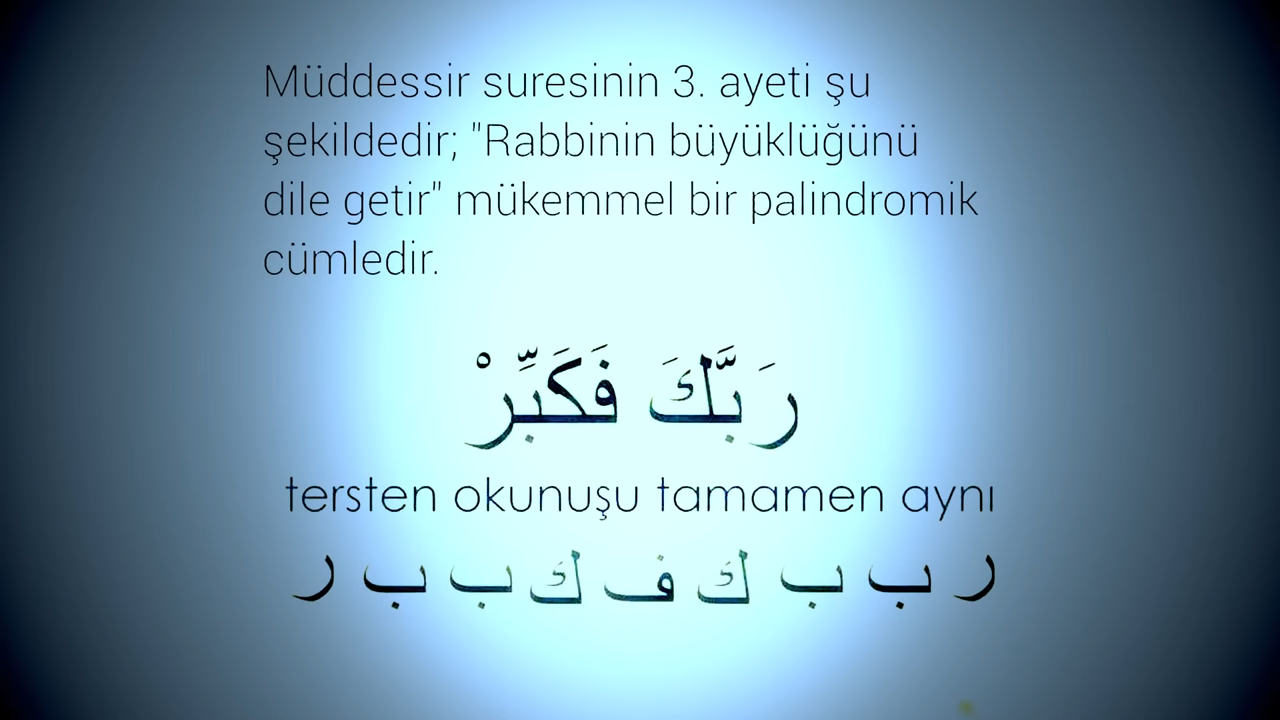 Müddessir suresinin 3. ayeti şu
şekildedir; "Rabbinin büyüklüğünü
dile getir" mükemmel bir palindromik
cümledir.
رَبَّكَ فَكَبِّرْ
tersten okunuşu tamamen aynı
ر ب ب ك ف ك ب ب ر